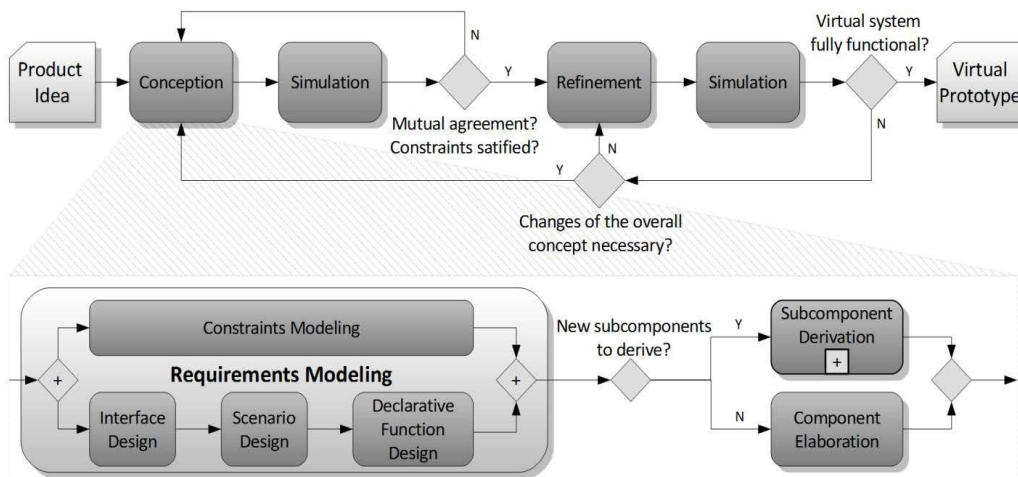 Product
Idea
Conception
Simulation
N
Y
Mutual agreement?
Constraints satified?
Refinement
Simulation
Virtual system
fully functional?
Y
N
Virtual
Prototype
N
Y
Changes of the overall
concept necessary?
Constraints Modeling
+
Requirements Modeling
+
Interface
Design
Scenario
Design
Declarative
Function
Design
New subcomponents
to derive?
Y
N
Subcomponent
Derivation
+
Component
Elaboration